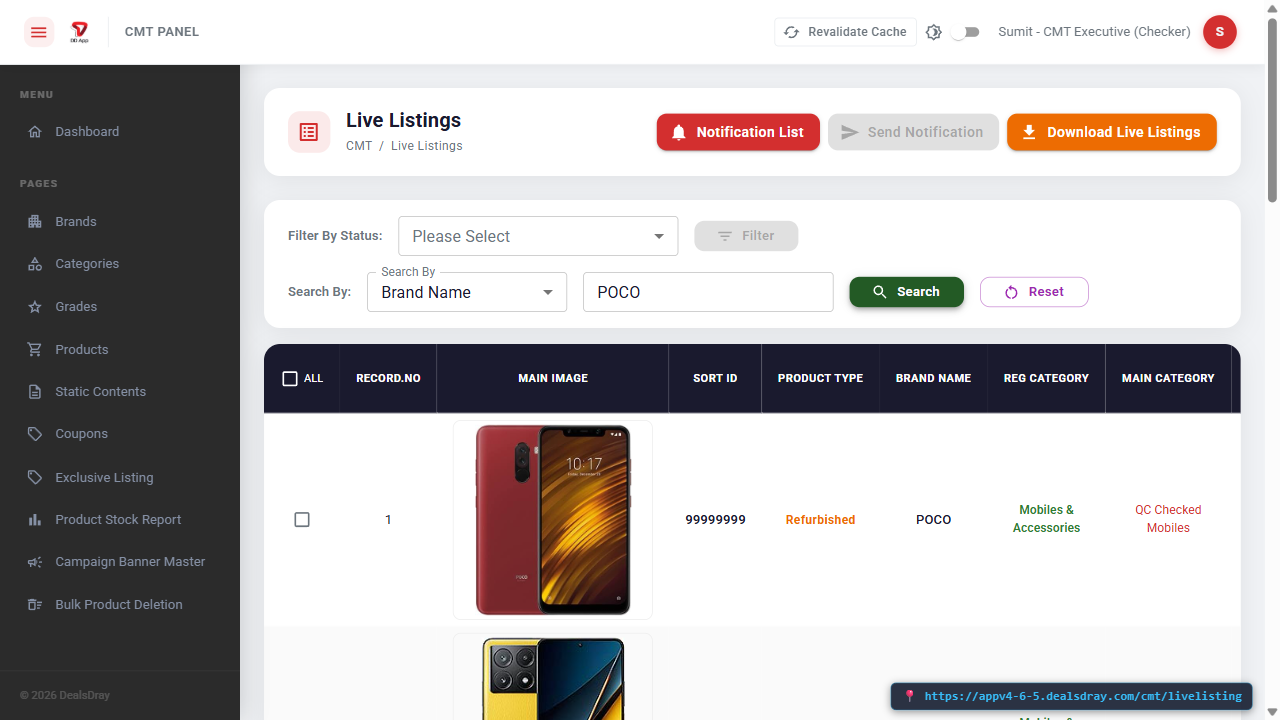 DD App
CMT PANEL
Revalidate Cache
Sumit - CMT Executive (Checker)
S
MENU
Dashboard
PAGES
Brands
Categories
Grades
Products
Static Contents
Coupons
Exclusive Listing
Product Stock Report
Campaign Banner Master
Bulk Product Deletion
© 2026 DealsDray
Live Listings
CMT / Live Listings
Notification List
Send Notification
Download Live Listings
Filter By Status:
Please Select
Filter
Search By:
Search By
Brand Name
POCO
Search
Reset
ALL
RECORD.NO
MAIN IMAGE
SORT ID
PRODUCT TYPE
BRAND NAME
REG CATEGORY
MAIN CATEGORY
1
10:17
POCO
99999999
Refurbished
POCO
Mobiles &
Accessories
QC Checked
Mobiles
https://appv4-6-5.dealsdray.com/cmt/livelisting